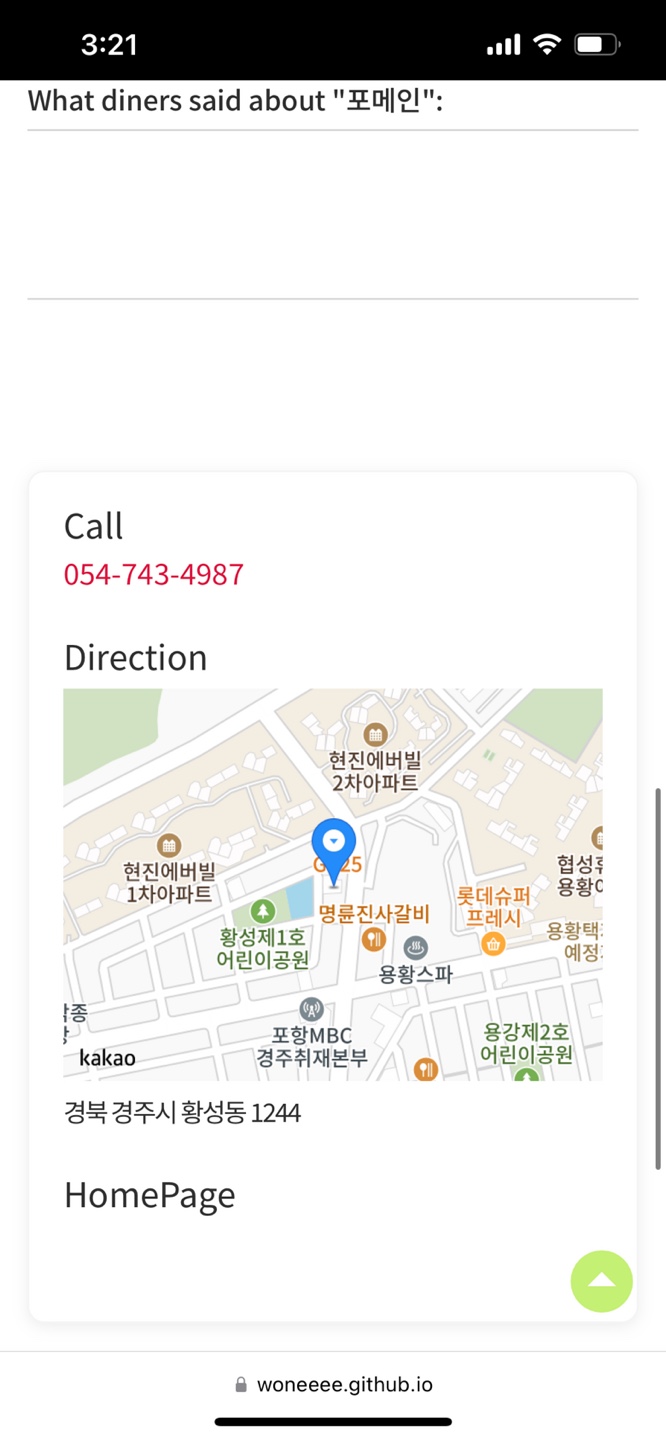 3:21
What diners said about "포메인":
Call
054-743-4987
Direction
현진에버빌
2차아파트
현진에버빌
1차아파트
협성휴
용황
롯데슈퍼
프레시
명륜진사갈비
황성제1호
어린이공원
용황택
예정
용황스파
포항MBC
경주취재본부
용강제2호
어린이공원
kakao
경북 경주시 황성동 1244
HomePage
woneeee.github.io